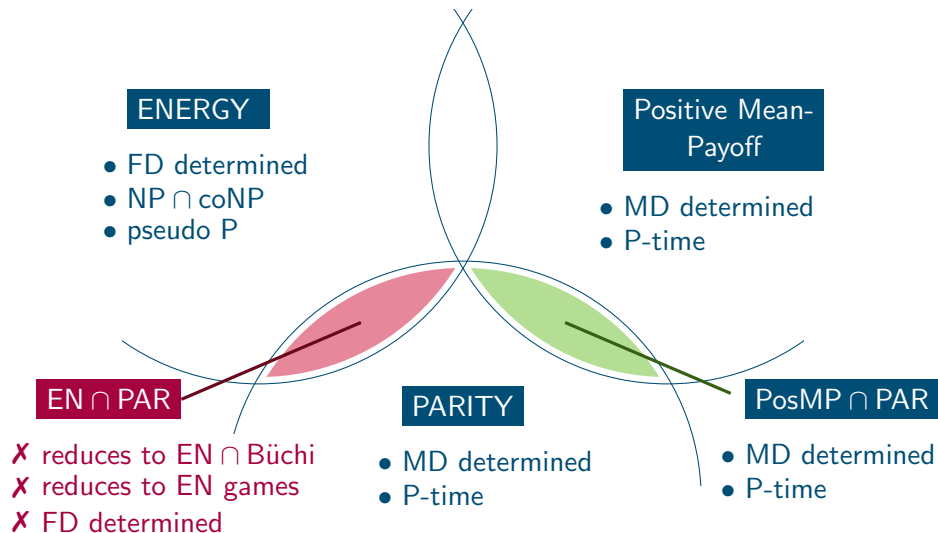 ENERGY
• FD determined
• NP ∩ coNP
• pseudo P
Positive Mean-
Payoff
• MD determined
• P-time
EN ∩ PAR
✗ reduces to EN ∩ Büchi
✗ reduces to EN games
✗ FD determined
PARITY
• MD determined
• P-time
PosMP ∩ PAR
• MD determined
• P-time